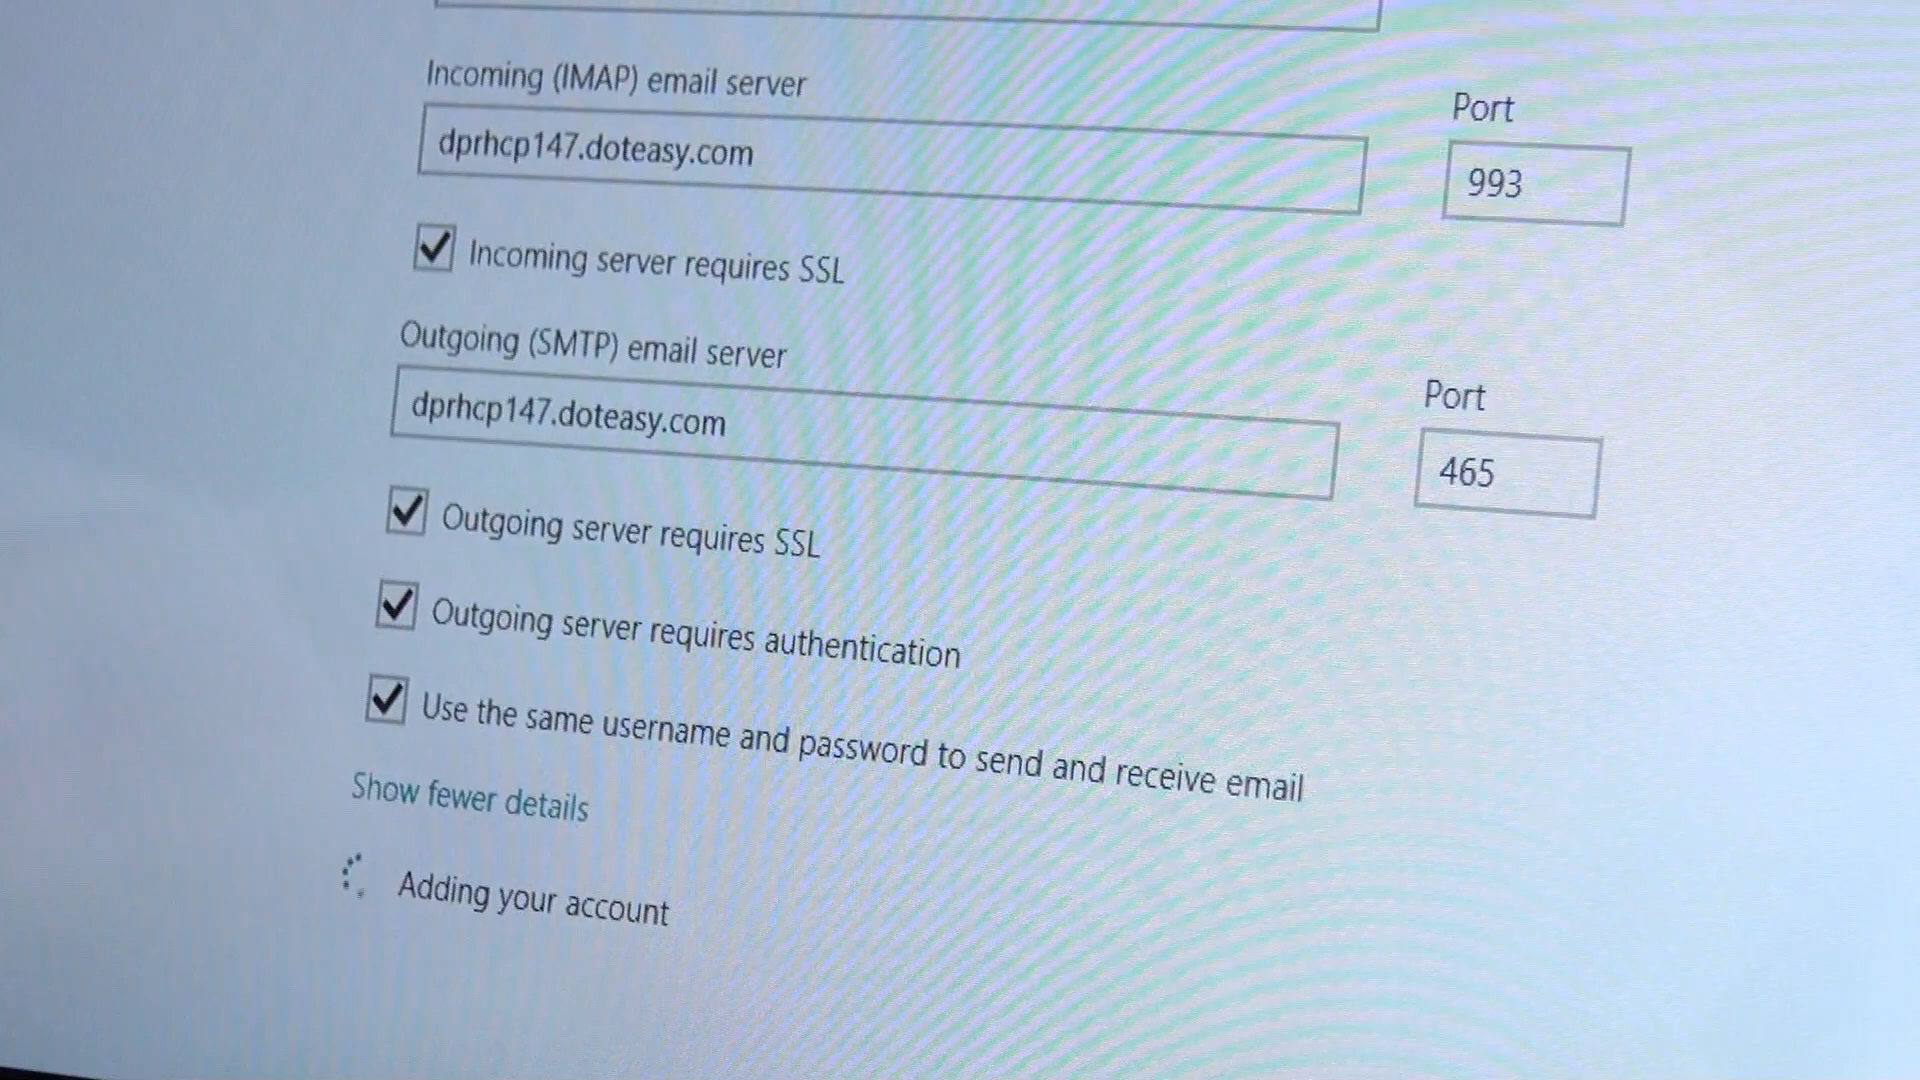 Incoming (IMAP) email server
Port
dprhcp147.doteasy.com
993
Incoming server requires SSL
Outgoing (SMTP) email server
Port
dprhcp147.doteasy.com
465
Outgoing server requires SSL
Outgoing server requires authentication
Use the same username and password to send and receive email
Show fewer details
Adding your account